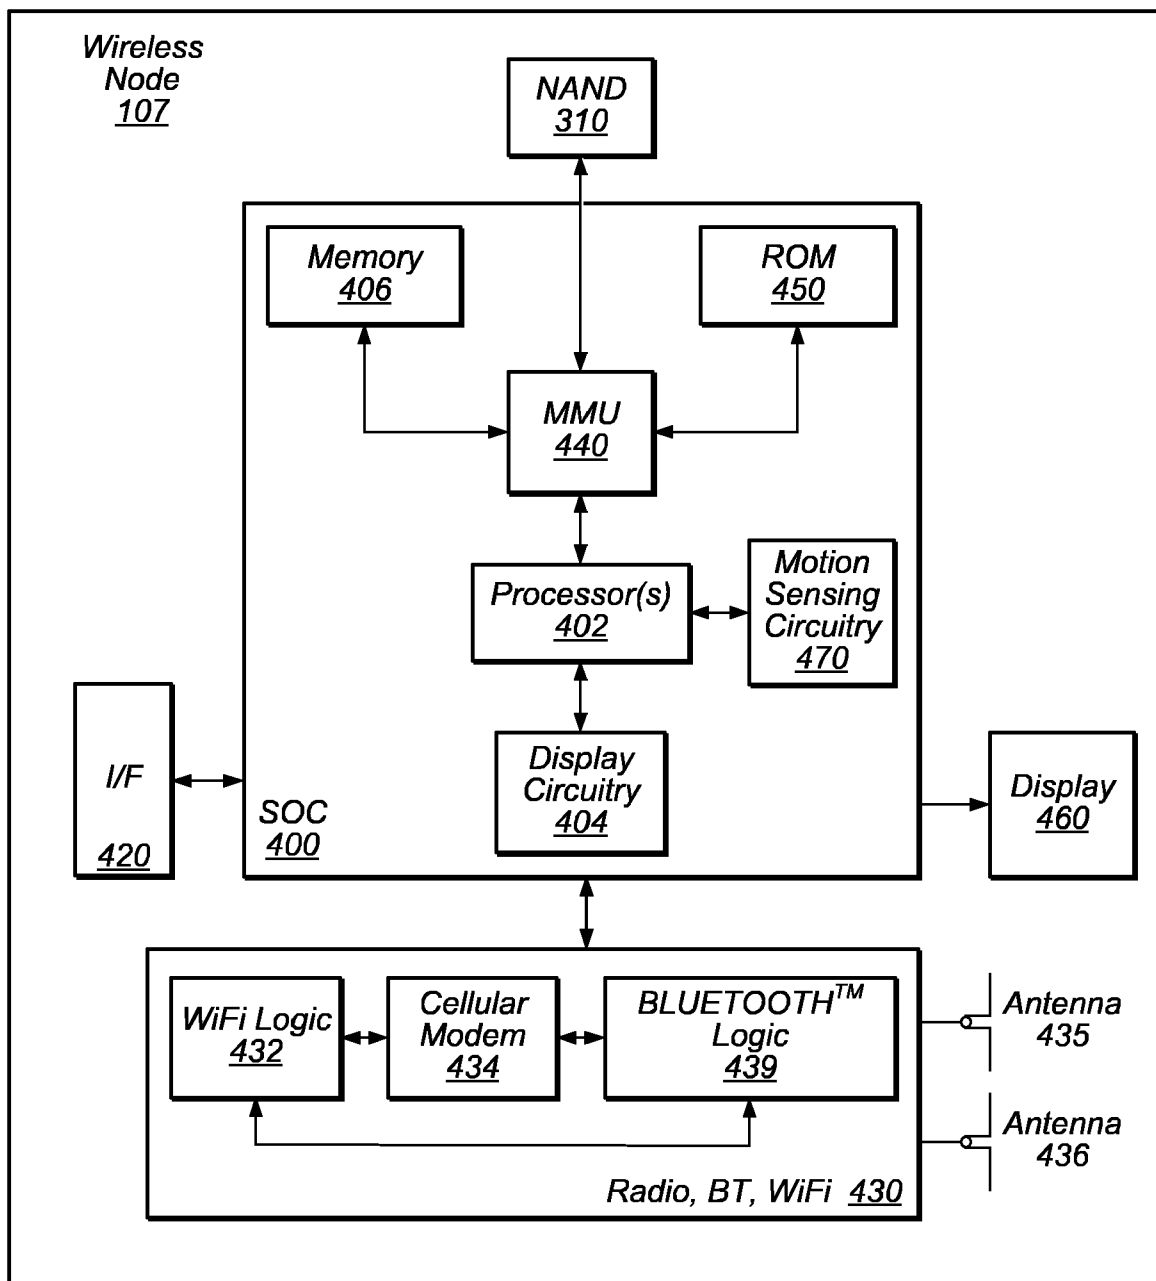 Wireless
Node
107
NAND
310
Memory
406
ROM
450
MMU
440
Processor(s)
402
Motion
Sensing
Circuitry
470
I/F
420
SOC
400
Display
Circuitry
404
Display
460
WiFi Logic
432
Cellular
Modem
434
BLUETOOTH™
Logic
439
Antenna
435
Antenna
436
Radio, BT, WiFi 430